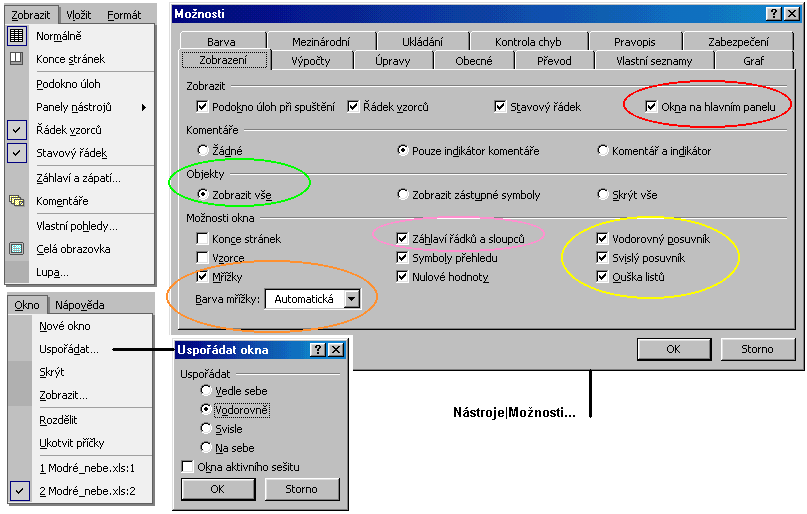 Zobrazit Vložit Formát
Normálně
Konce stránek
Podokno úloh
Panely nástrojů
Řádek vzorců
Stavový řádek
Záhlaví a zápatí...
Komentáře
Vlastní pohledy...
Celá obrazovka
Lupa...
Možnosti
Barva Mezinárodní Ukládání Kontrola chyb Pravopis Zabezpečení
Zobrazení Výpočty Úpravy Obecné Převod Vlastní seznamy Graf
Zobrazit
Podokno úloh při spuštění Řádek vzorců Stavový řádek Okna na hlavním panelu
Komentáře
Žádné Pouze indikátor komentáře Komentář a indikátor
Objekty
Zobrazit vše Zobrazit zástupné symboly Skrýt vše
Možnosti okna
Konce stránek Záhlaví řádků a sloupců Vodorovný posuvník
Vzorce Symboly přehledu Svislý posuvník
Mřížky Nulové hodnoty Ouška listů
Barva mřížky: Automatická
OK Storno
Okno Nápověda
Nové okno
Uspořádat...
Skrýt
Zobrazit...
Rozdělit
Ukotvit příčky
1 Modré_nebe.xls:1
2 Modré_nebe.xls:2
Uspořádat okna
Uspořádat
Vedle sebe
Vodorovně
Svisle
Na sebe
Okna aktivního sešitu
OK Storno
Nástroje|Možnosti...